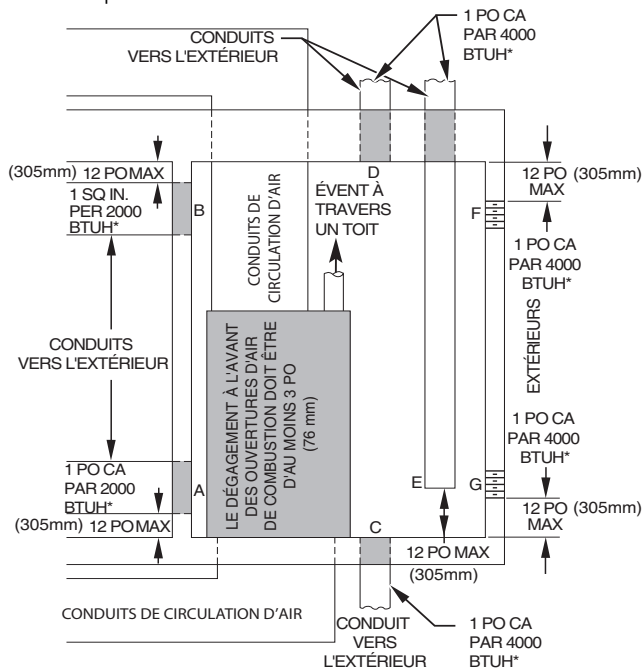 1 PO CA
PAR 4000
BTUH*
CONDUITS
VERS L'EXTÉRIEUR
(305mm)
12 PO MAX
1 SQ IN.
PER 2000
BTUH*
B
CONDUITS DE
CIRCULATION D'AIR
D
ÉVENT À
TRAVERS
UN TOIT
F
12 PO
MAX
(305mm)
1 PO CA
PAR 4000
BTUH*
CONDUITS
VERS L'EXTÉRIEUR
LE DÉGAGEMENT À L'AVANT
DES OUVERTURES D'AIR
DE COMBUSTION DOIT ÊTRE
D'AU MOINS 3 PO
(76 mm)
EXTÉRIEURS
1 PO CA
PAR 4000
BTUH*
1 PO CA
PAR 2000
BTUH*
A
E
G
(305mm)
12 PO MAX
C
12 PO MAX
(305mm)
12 PO
MAX
(305mm)
CONDUITS DE CIRCULATION D'AIR
CONDUIT
VERS
L'EXTÉRIEUR
1 PO CA
PAR 4000
BTUH*